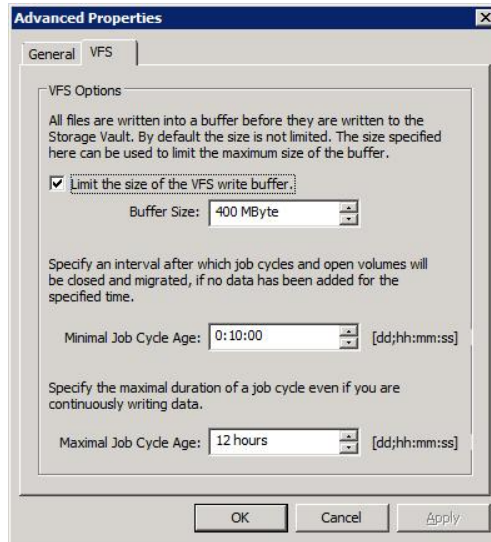 Advanced Properties
General VFS
VFS Options
All files are written into a buffer before they are written to the
Storage Vault. By default the size is not limited. The size specified
here can be used to limit the maximum size of the buffer.
Limit the size of the VFS write buffer.
Buffer Size: 400 MByte
Specify an interval after which job cycles and open volumes will
be closed and migrated, if no data has been added for the
specified time.
Minimal Job Cycle Age: 0:10:00 [dd;hh:mm:ss]
Specify the maximal duration of a job cycle even if you are
continuously writing data.
Maximal Job Cycle Age: 12 hours [dd;hh:mm:ss]
OK Cancel Apply